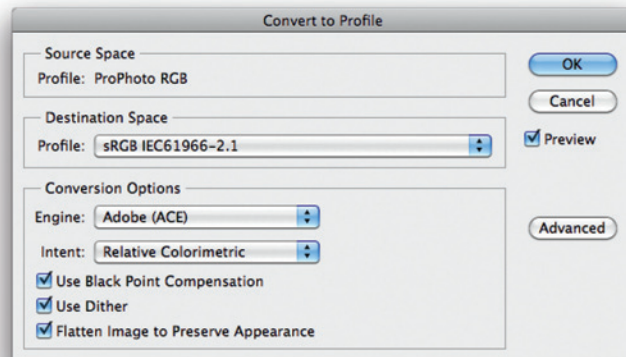 Convert to Profile
Source Space
Profile: ProPhoto RGB
Destination Space
Profile: sRGB IEC61966-2.1
Conversion Options
Engine: Adobe (ACE)
Intent: Relative Colorimetric
Use Black Point Compensation
Use Dither
Flatten Image to Preserve Appearance
OK
Cancel
Preview
Advanced